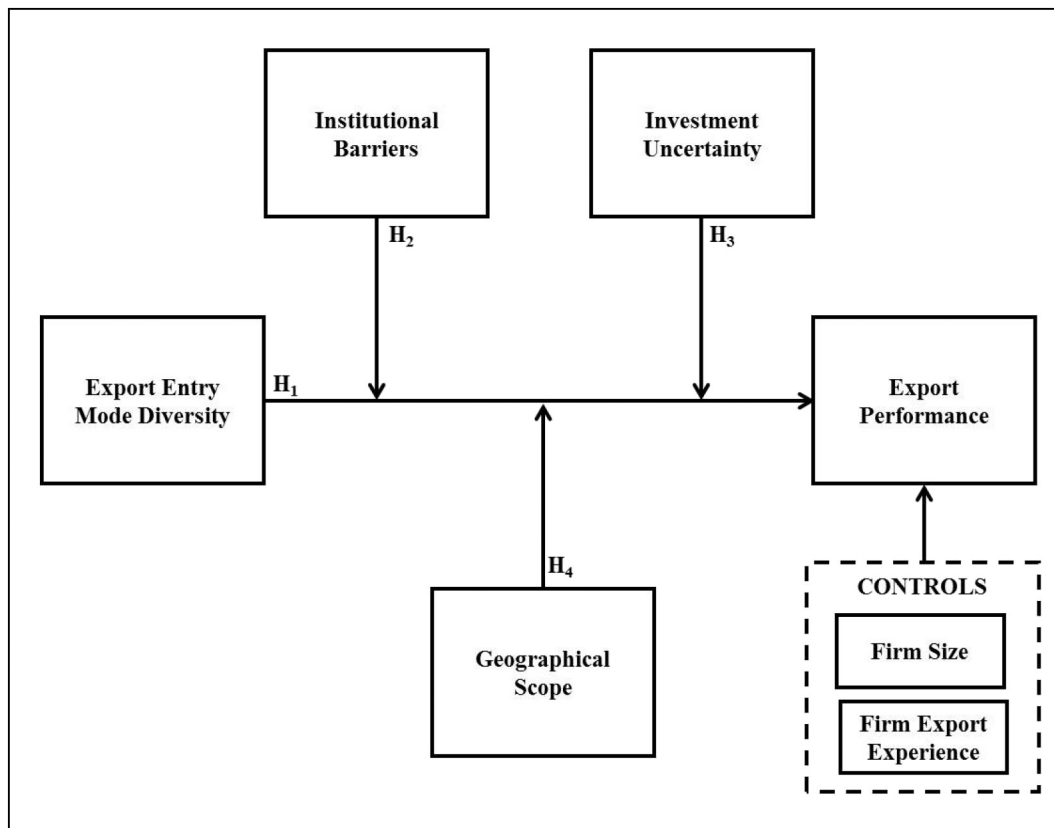 Institutional
Barriers
Investment
Uncertainty
H₂
H₃
Export Entry
Mode Diversity
H₁
Export
Performance
H₄
Geographical
Scope
CONTROLS
Firm Size
Firm Export
Experience